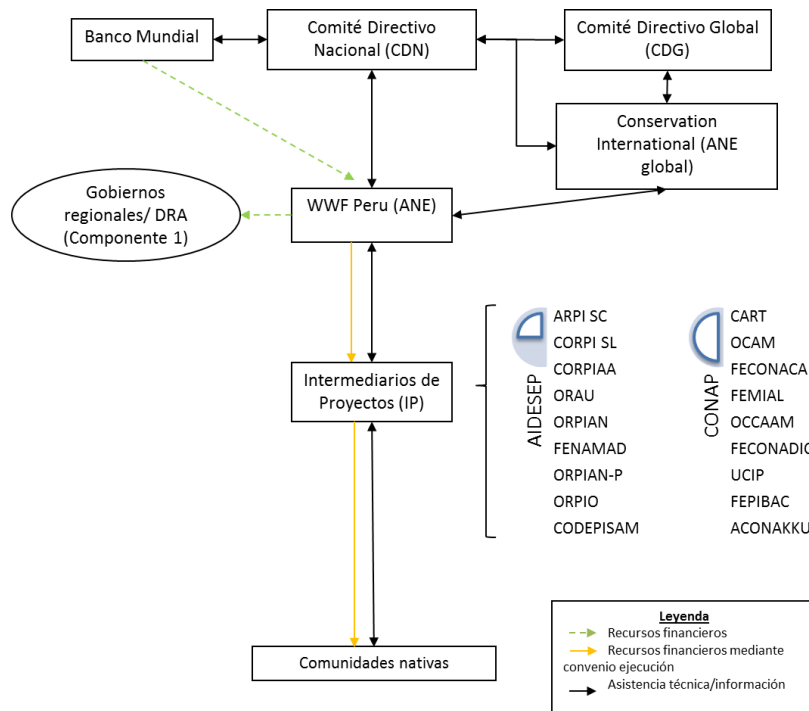 Banco Mundial
Comité Directivo
Nacional (CDN)
Comité Directivo Global
(CDG)
Conservation
International (ANE
global)
Gobiernos
regionales/ DRA
(Componente 1)
WWF Peru (ANE)
Intermediarios de
Proyectos (IP)
Comunidades nativas
AIDESEP
ARPI SC
CORPI SL
CORPIAA
ORAU
ORPIAN
FENAMAD
ORPIAN-P
ORPIO
CODEPISAM
CONAP
CART
OCAM
FECONACA
FEMIAL
OCCAAM
FECONADIC
UCIP
FEPIBAC
ACONAKKU
Leyenda
Recursos financieros
Recursos financieros mediante
convenio ejecución
Asistencia técnica/información